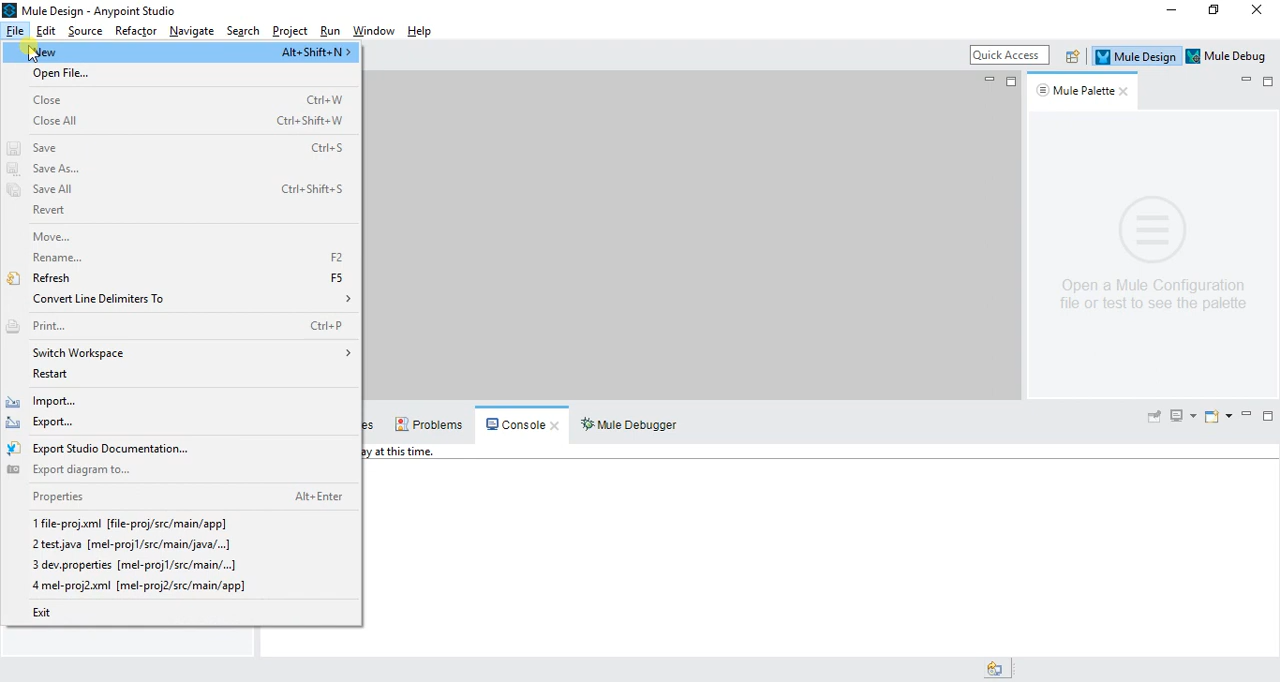 Mule Design - Anypoint Studio
File Edit Source Refactor Navigate Search Project Run Window Help
New Alt+Shift+N >
Open File...
Close Ctrl+W
Close All Ctrl+Shift+W
Save Ctrl+S
Save As...
Save All Ctrl+Shift+S
Revert
Move...
Rename... F2
Refresh F5
Convert Line Delimiters To >
Print... Ctrl+P
Switch Workspace >
Restart
Import...
Export...
Export Studio Documentation...
Export diagram to...
Properties Alt+Enter
1 file-proj.xml [file-proj/src/main/app]
2 test.java [mel-proj1/src/main/java/...]
3 dev.properties [mel-proj1/src/main/...]
4 mel-proj2.xml [mel-proj2/src/main/app]
Exit
Quick Access Mule Design Mule Debug
Mule Palette
Open a Mule Configuration
file or test to see the palette
es Problems Console Mule Debugger
ay at this time.